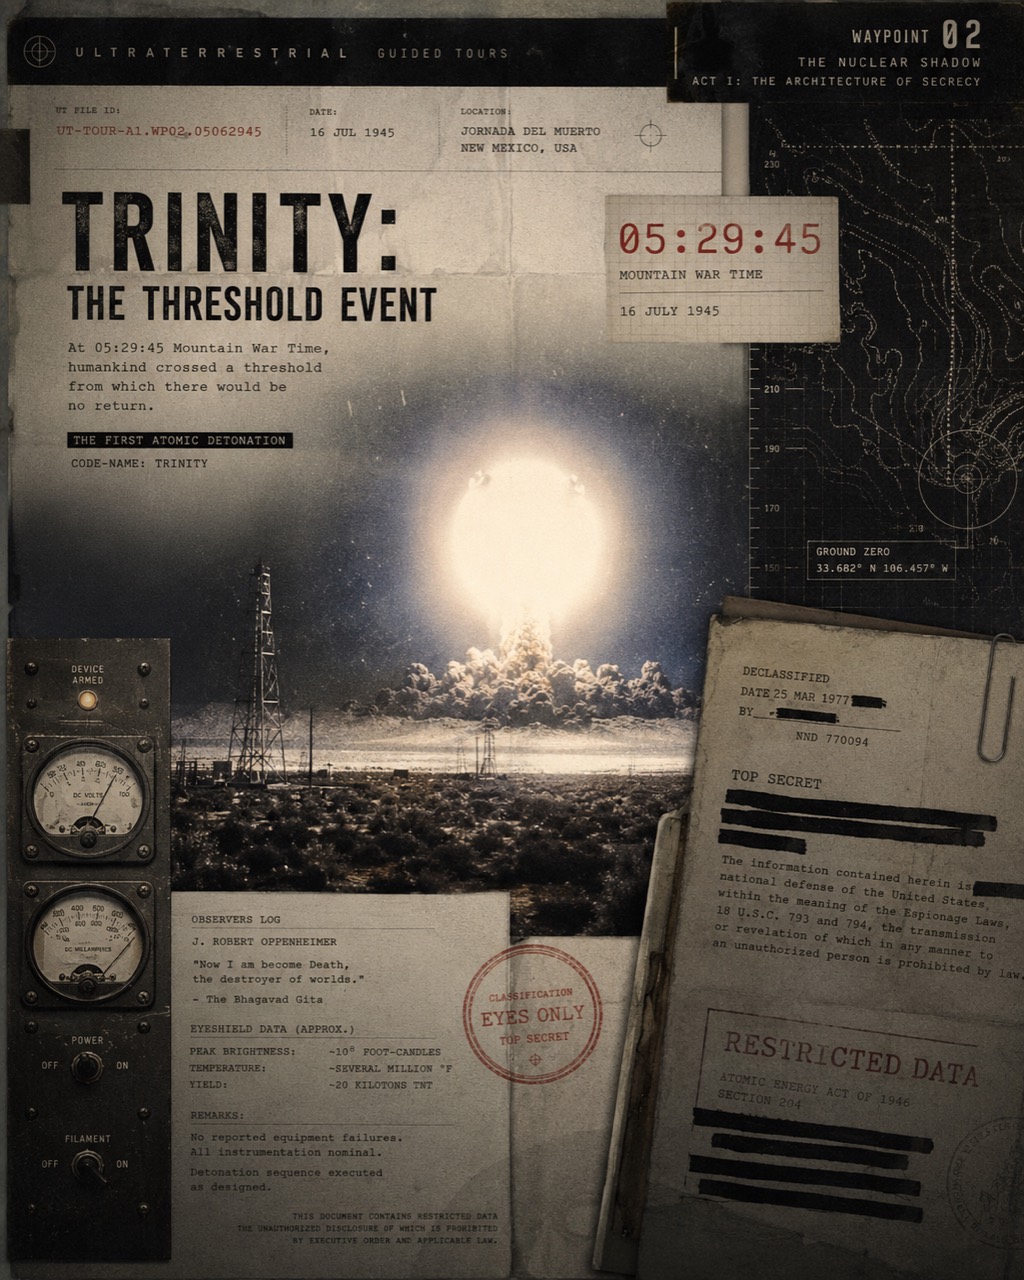 ULTRATERRESTRIAL GUIDED TOURS
WAYPOINT 02
THE NUCLEAR SHADOW
ACT I: THE ARCHITECTURE OF SECRECY
UT FILE ID:
UT-TOUR-A1.WP02.05062945
DATE:
16 JUL 1945
LOCATION:
JORNADA DEL MUERTO
NEW MEXICO, USA
TRINITY:
THE THRESHOLD EVENT
At 05:29:45 Mountain War Time,
humankind crossed a threshold
from which there would be
no return.
THE FIRST ATOMIC DETONATION
CODE-NAME: TRINITY
05:29:45
MOUNTAIN WAR TIME
16 JULY 1945
230
210
190
170
150
GROUND ZERO
33.682° N 106.457° W
DEVICE
ARMED
DC VOLTS
DC MILLIAMPERES
POWER
OFF ON
FILAMENT
OFF ON
OBSERVERS LOG
J. ROBERT OPPENHEIMER
"Now I am become Death,
the destroyer of worlds."
- The Bhagavad Gita
EYESHIELD DATA (APPROX.)
PEAK BRIGHTNESS: ~10⁸ FOOT-CANDLES
TEMPERATURE: ~SEVERAL MILLION °F
YIELD: ~20 KILOTONS TNT
REMARKS:
No reported equipment failures.
All instrumentation nominal.
Detonation sequence executed
as designed.
THIS DOCUMENT CONTAINS RESTRICTED DATA
THE UNAUTHORIZED DISCLOSURE OF WHICH IS PROHIBITED
BY EXECUTIVE ORDER AND APPLICABLE LAW.
CLASSIFICATION
EYES ONLY
TOP SECRET
DECLASSIFIED
DATE 25 MAR 1977
BY
NND 770094
TOP SECRET
The information contained herein is
national defense of the United States,
within the meaning of the Espionage Laws,
18 U.S.C. 793 and 794, the transmission
or revelation of which in any manner to
an unauthorized person is prohibited by law.
RESTRICTED DATA
ATOMIC ENERGY ACT OF 1946
SECTION 204